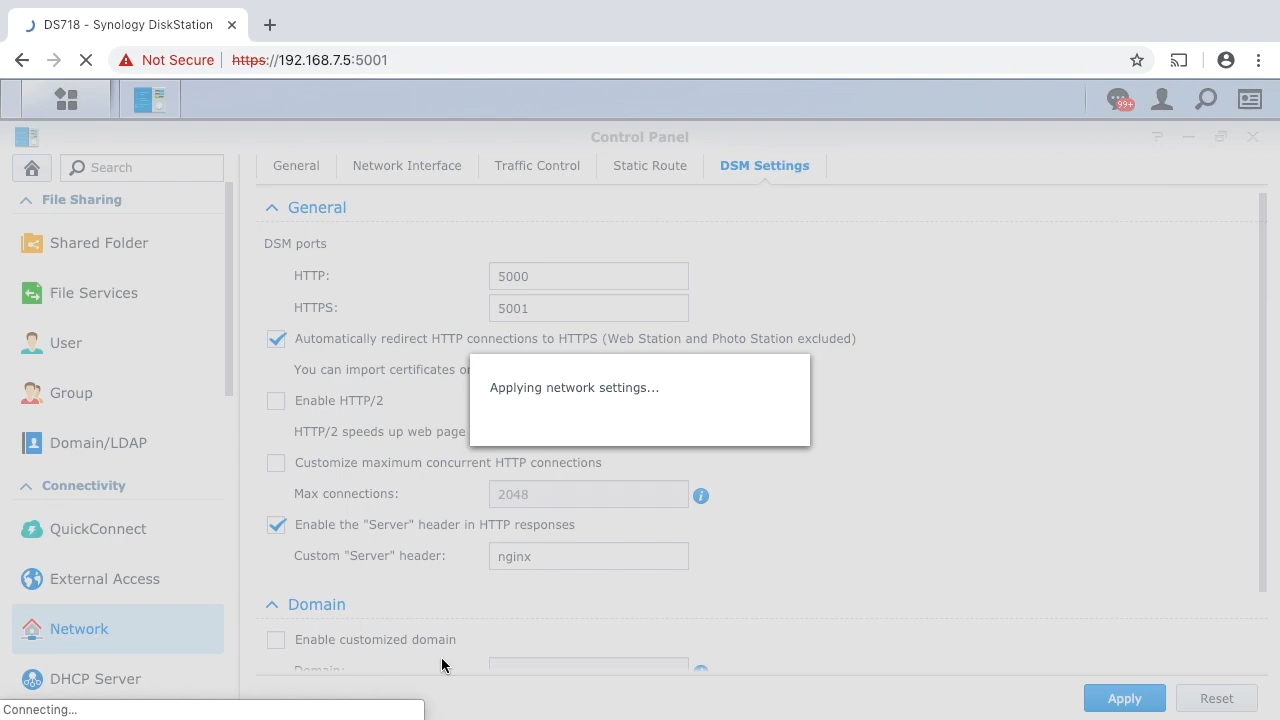 DS718 - Synology DiskStation
Not Secure
https://192.168.7.5:5001
99+
Control Panel
Search
General
Network Interface
Traffic Control
Static Route
DSM Settings
File Sharing
Shared Folder
File Services
User
Group
Domain/LDAP
Connectivity
QuickConnect
External Access
Network
DHCP Server
General
DSM ports
HTTP:
5000
HTTPS:
5001
Automatically redirect HTTP connections to HTTPS (Web Station and Photo Station excluded)
You can import certificates
Enable HTTP/2
HTTP/2 speeds up web page
Applying network settings...
Customize maximum concurrent HTTP connections
Max connections:
2048
Enable the "Server" header in HTTP responses
Custom "Server" header:
nginx
Domain
Enable customized domain
Domain:
Apply
Reset
Connecting...